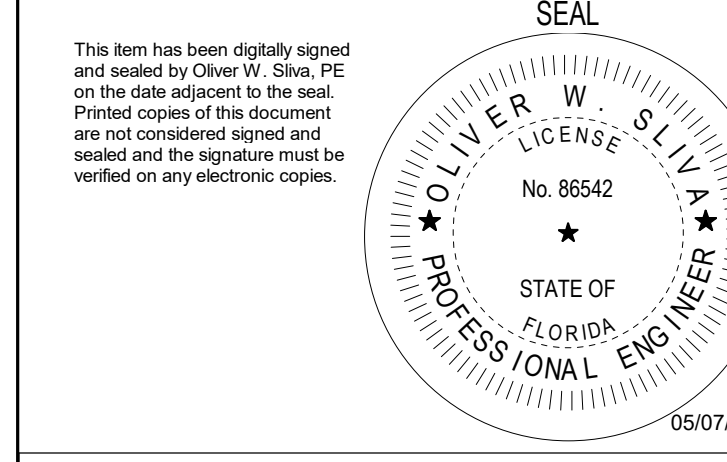 SEAL
This item has been digitally signed
and sealed by Oliver W. Sliva, PE
on the date adjacent to the seal.
Printed copies of this document
are not considered signed and
sealed and the signature must be
verified on any electronic copies.
OLIVER W. SLIVA
LICENSE
No. 86542
STATE OF
FLORIDA
PROFESSIONAL ENGINEER
05/07/